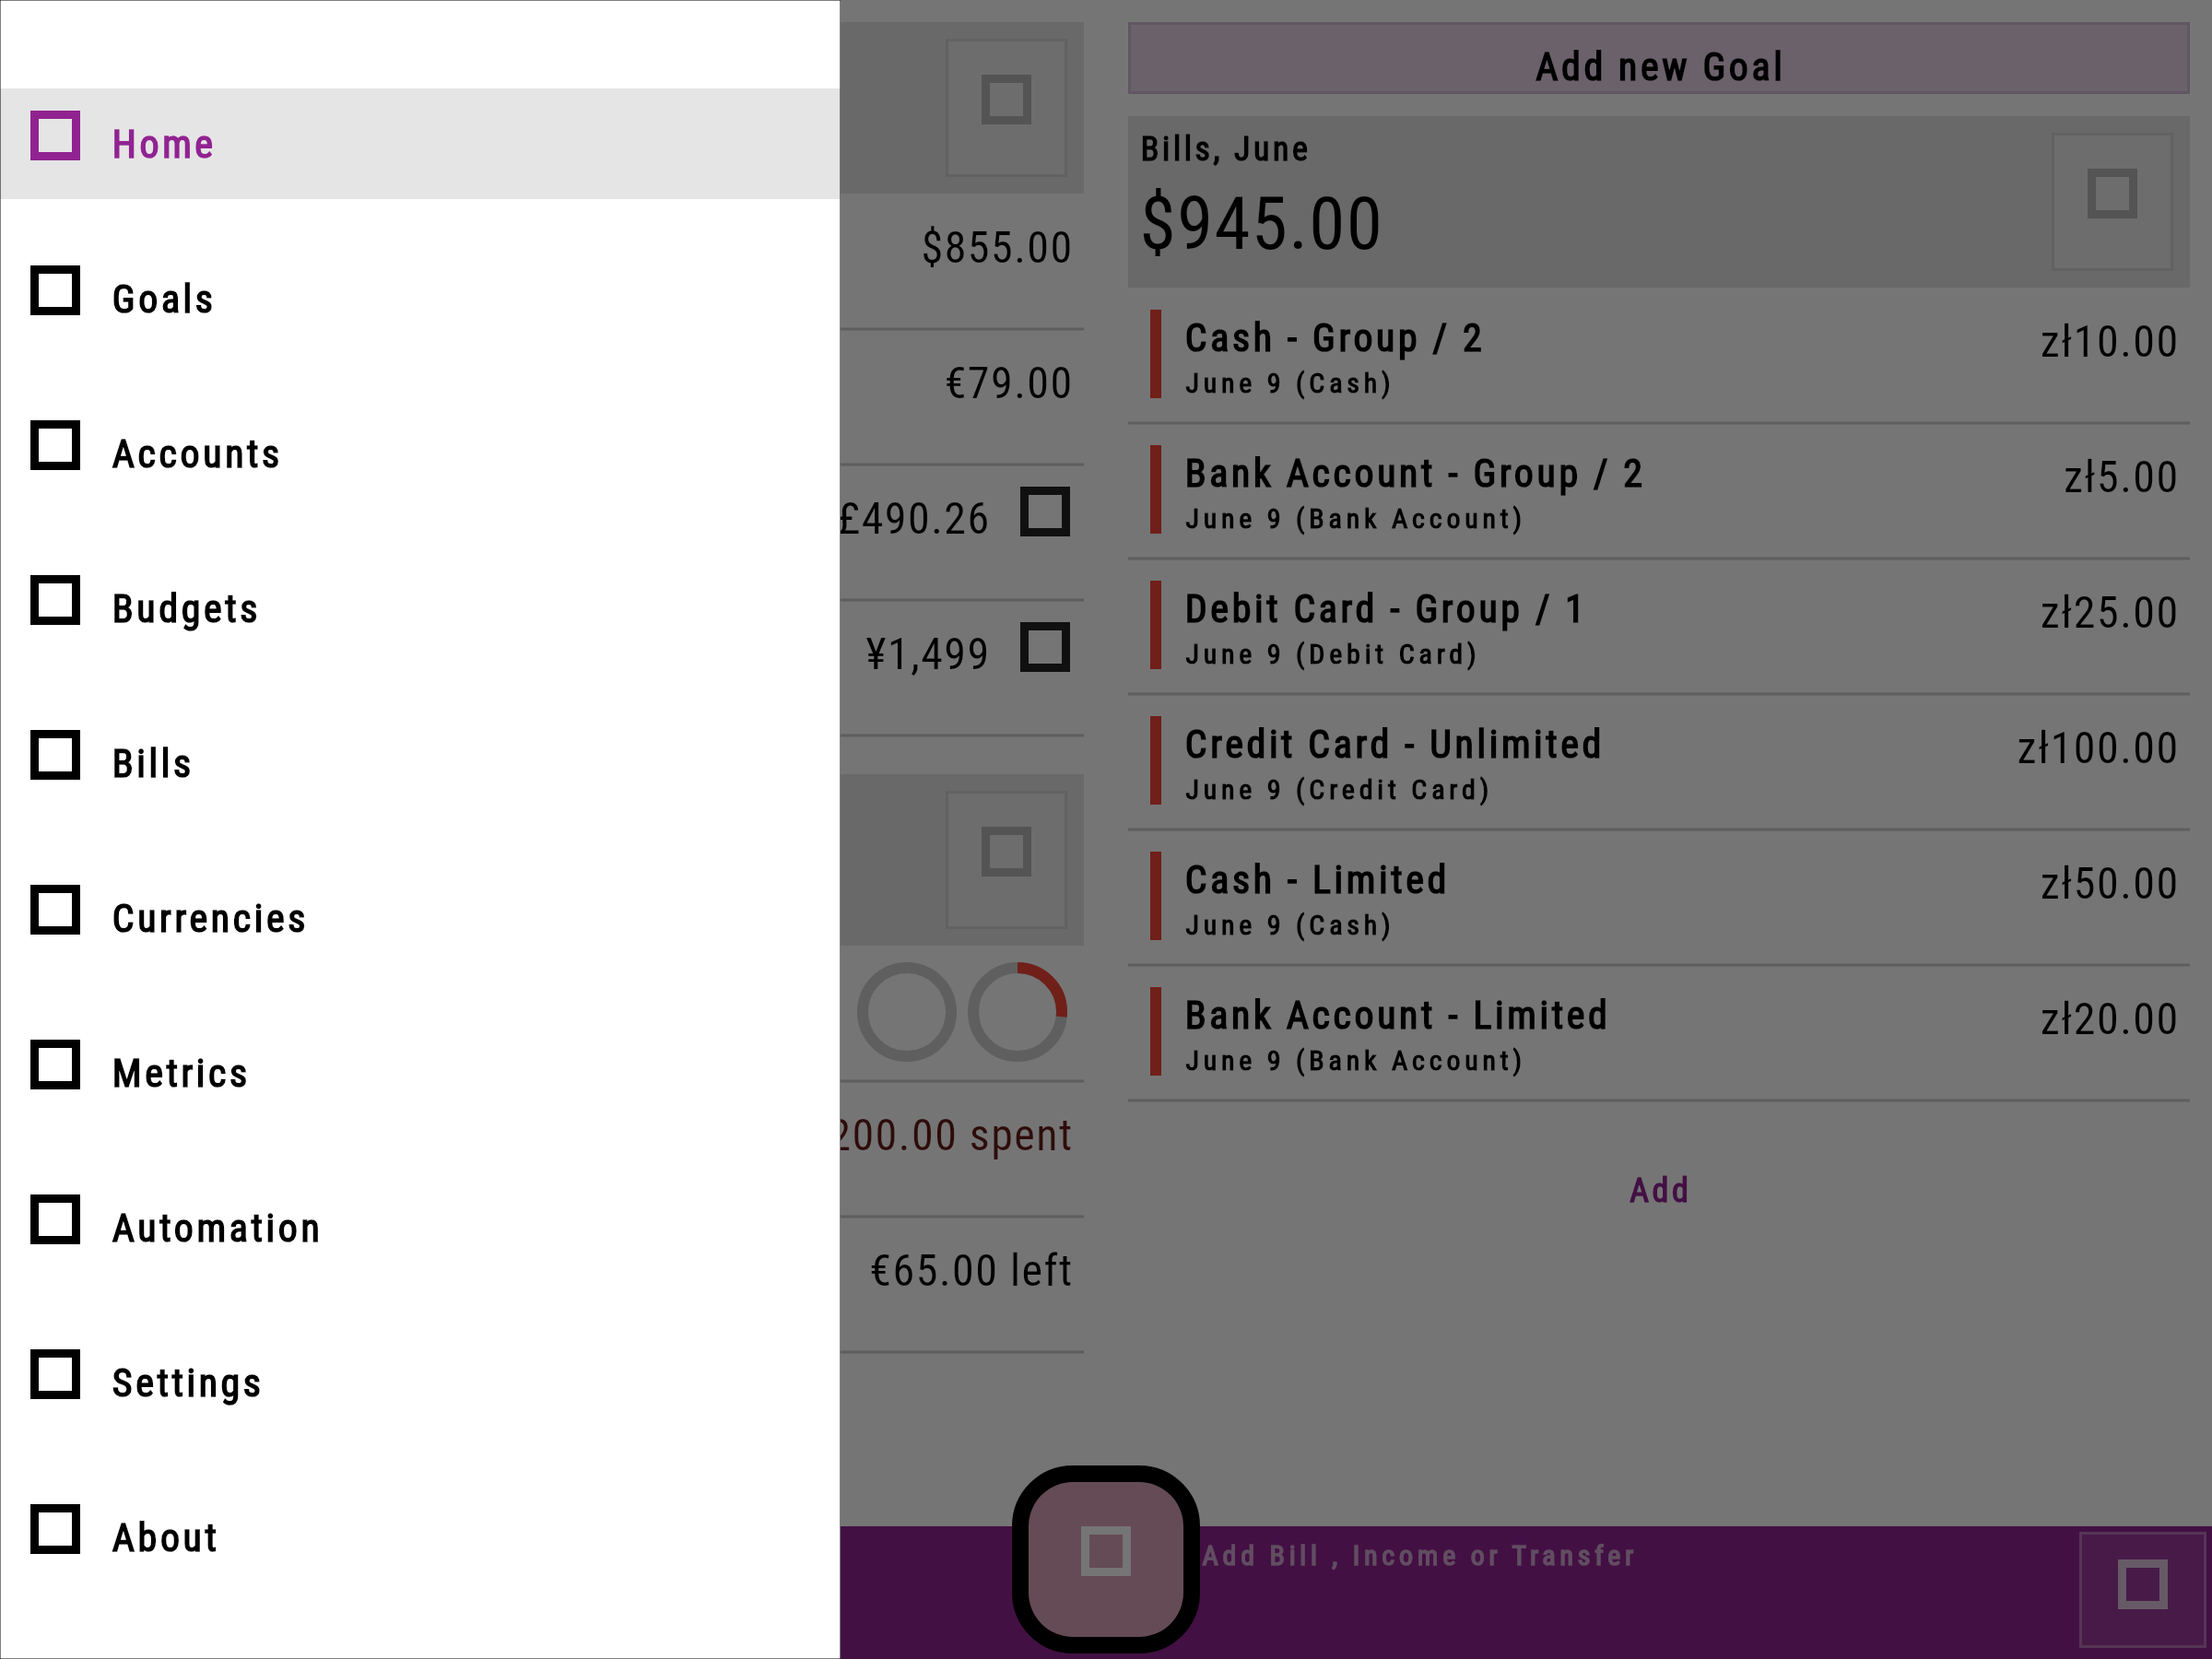 Home
Goals
Accounts
Budgets
Bills
Currencies
Metrics
Automation
Settings
About
$855.00
€79.00
£490.26
¥1,499
200.00 spent
€65.00 left
Add new Goal
Bills, June
$945.00
Cash - Group / 2
zł10.00
June 9 (Cash)
Bank Account - Group / 2
zł5.00
June 9 (Bank Account)
Debit Card - Group / 1
zł25.00
June 9 (Debit Card)
Credit Card - Unlimited
zł100.00
June 9 (Credit Card)
Cash - Limited
zł50.00
June 9 (Cash)
Bank Account - Limited
zł20.00
June 9 (Bank Account)
Add
Add Bill , Income or Transfer